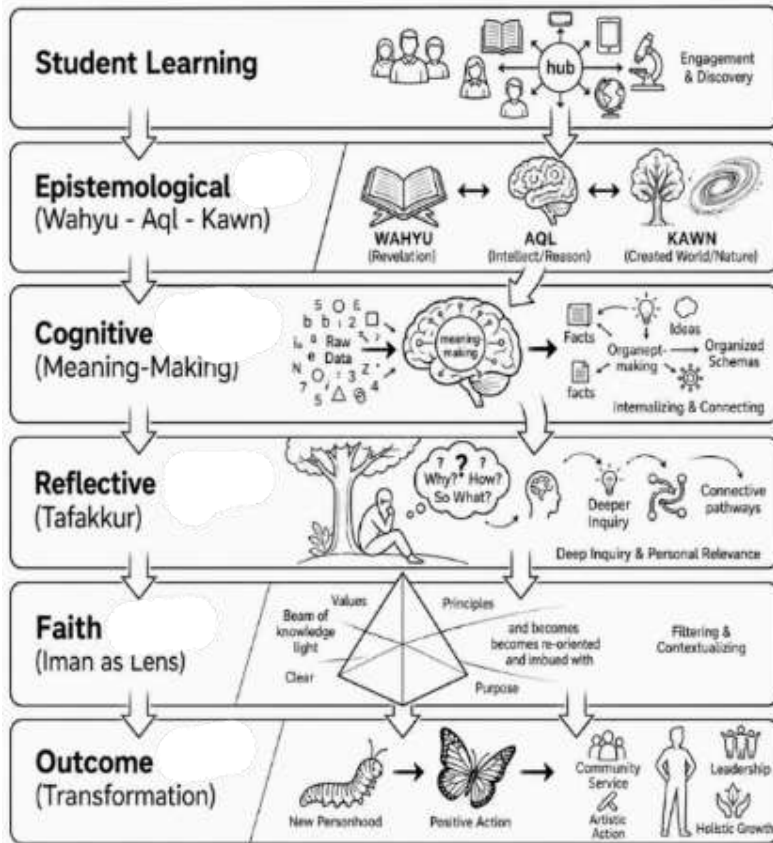 Student Learning
hub
Engagement
& Discovery
Epistemological
(Wahyu - Aql - Kawn)
WAHYU
(Revelation)
AQL
(Intellect/Reason)
KAWN
(Created World/Nature)
Cognitive
(Meaning-Making)
Raw
Data
meaning-
making
Facts
Ideas
Organept-
making
Organized
Schemas
facts
Internalizing & Connecting
Reflective
(Tafakkur)
? ? ?
Why? How?
So What?
Deeper
Inquiry
Connective
pathways
Deep Inquiry & Personal Relevance
Faith
(Iman as Lens)
Values
Beam of
knowledge
light
Clear
Principles
and becomes
becomes re-oriented
and imbued with
Purpose
Filtering &
Contextualizing
Outcome
(Transformation)
New Personhood
Positive Action
Community
Service
Artistic
Action
Leadership
Holistic Growth